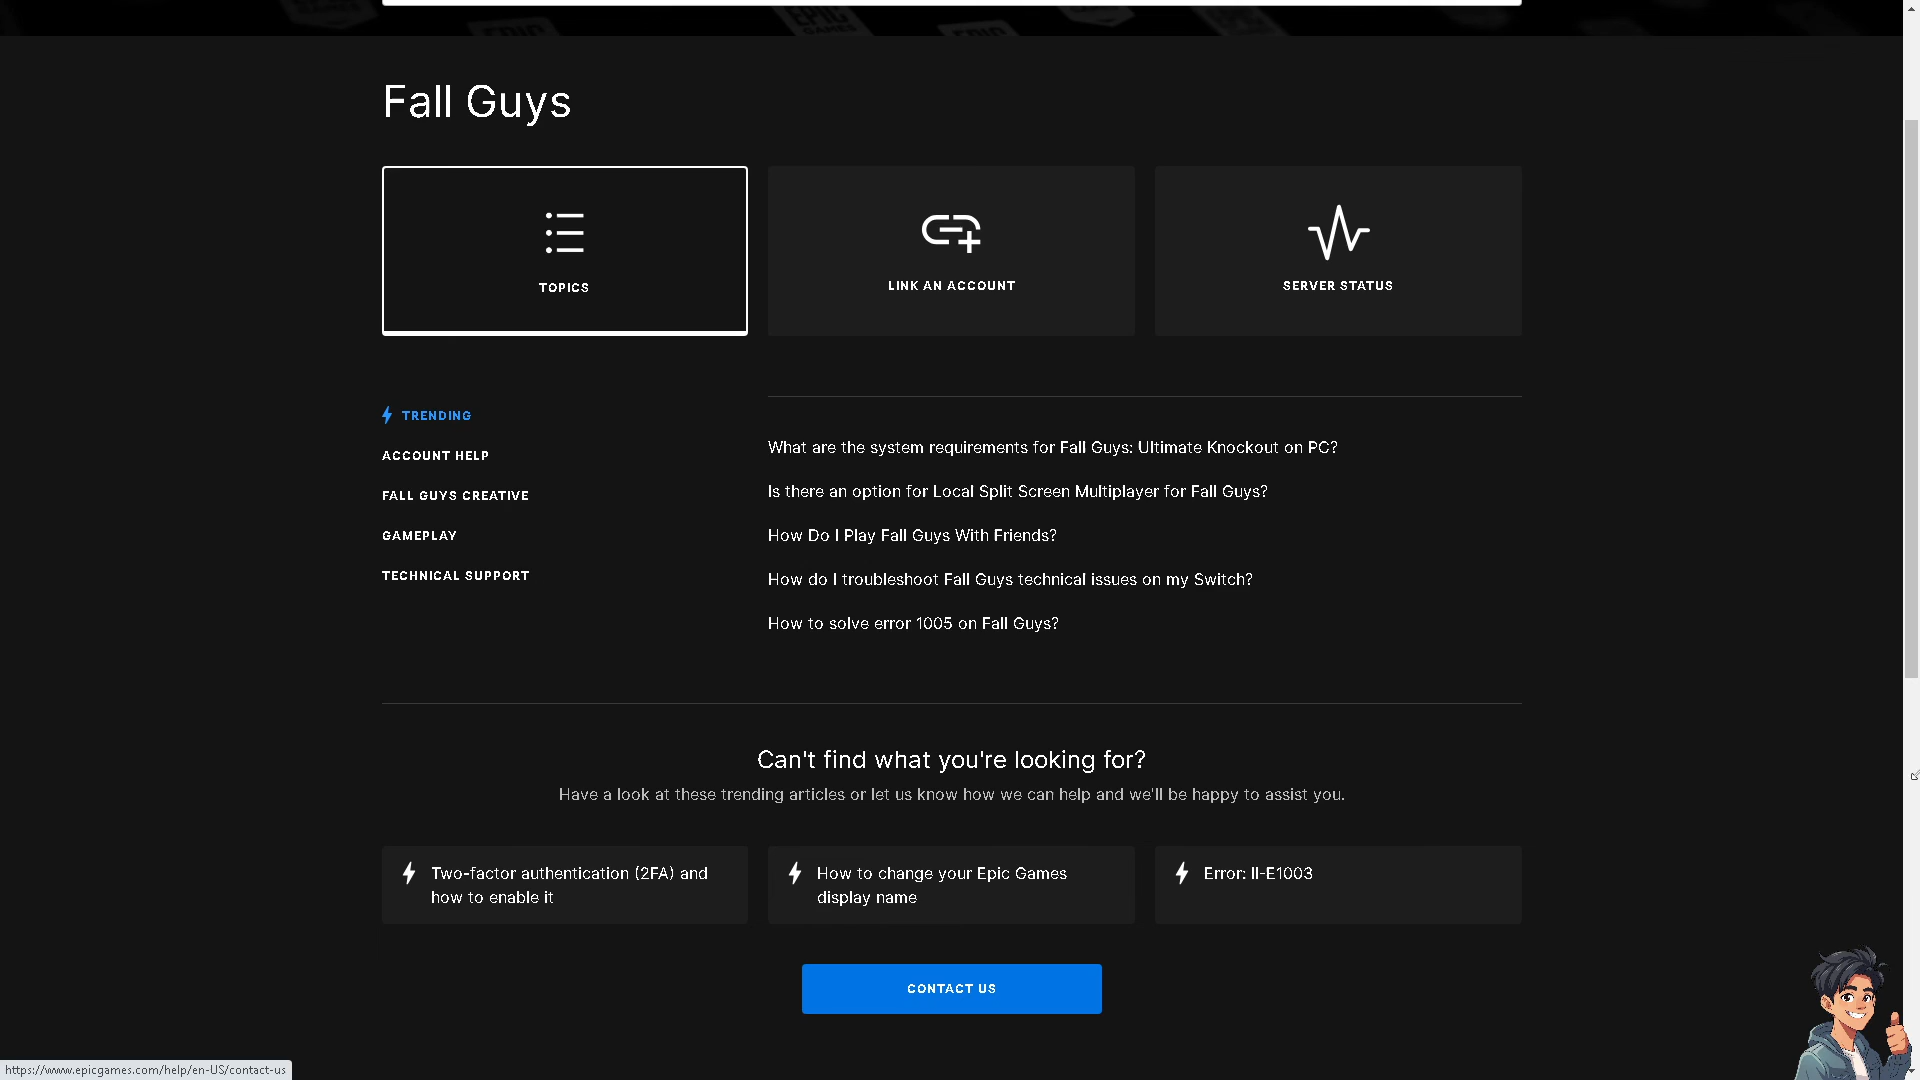 EPIC
GAMES
EPIC
EPIC
Fall Guys
TOPICS
LINK AN ACCOUNT
SERVER STATUS
TRENDING
ACCOUNT HELP
FALL GUYS CREATIVE
GAMEPLAY
TECHNICAL SUPPORT
What are the system requirements for Fall Guys: Ultimate Knockout on PC?
Is there an option for Local Split Screen Multiplayer for Fall Guys?
How Do I Play Fall Guys With Friends?
How do I troubleshoot Fall Guys technical issues on my Switch?
How to solve error 1005 on Fall Guys?
Can't find what you're looking for?
Have a look at these trending articles or let us know how we can help and we'll be happy to assist you.
Two-factor authentication (2FA) and
how to enable it
How to change your Epic Games
display name
Error: II-E1003
CONTACT US
https://www.epicgames.com/help/en-US/contact-us